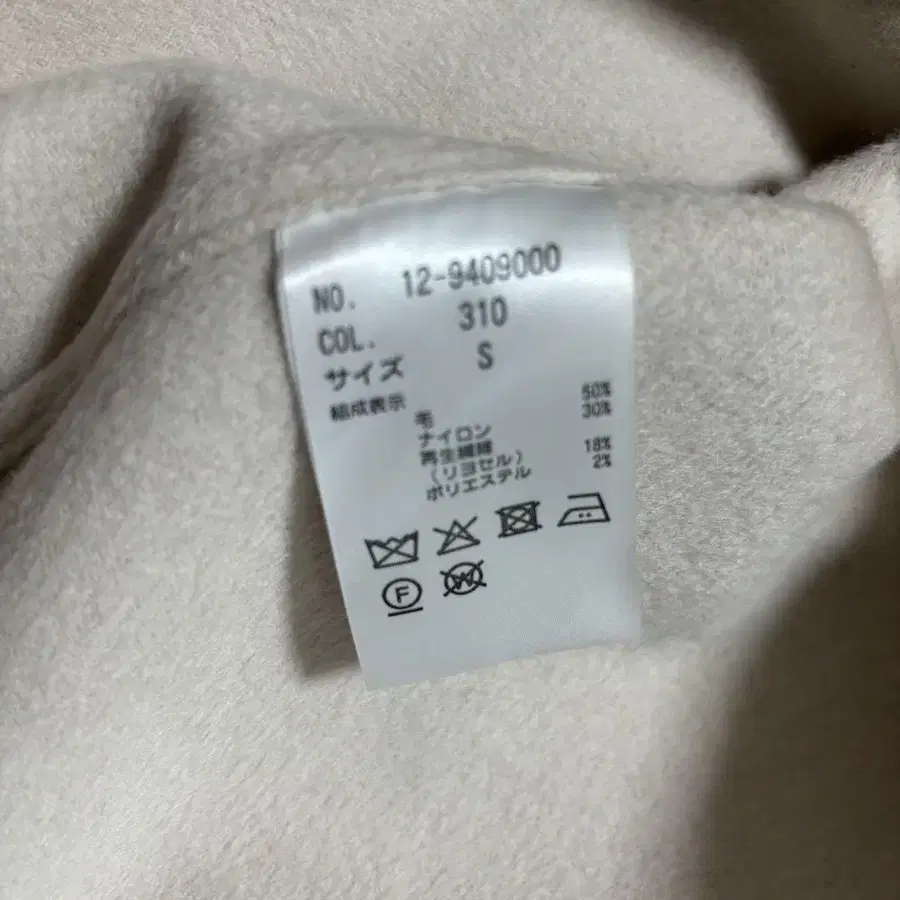 NO. 12-9409000
COL. 310
サイズ S
組成表示
毛 50%
ナイロン 30%
再生繊維
(リヨセル) 18%
ポリエステル 2%
F
W